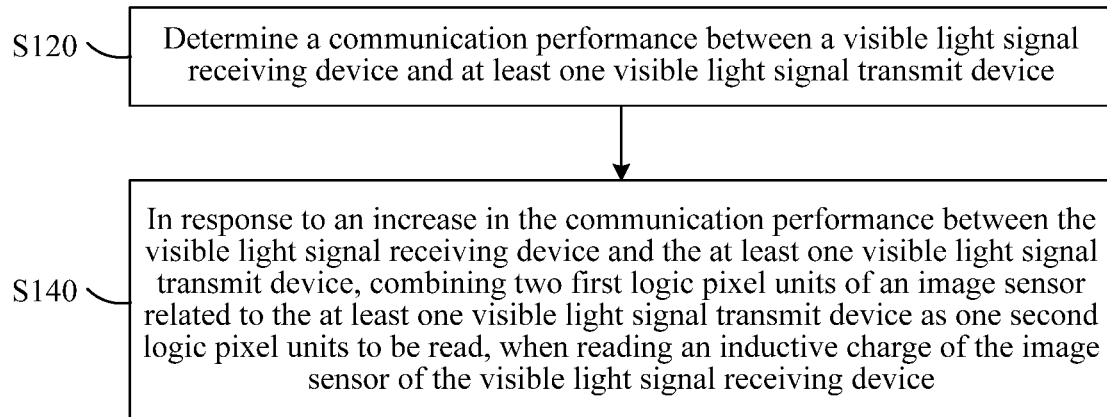 S120
Determine a communication performance between a visible light signal
receiving device and at least one visible light signal transmit device
S140
In response to an increase in the communication performance between the
visible light signal receiving device and the at least one visible light signal
transmit device, combining two first logic pixel units of an image sensor
related to the at least one visible light signal transmit device as one second
logic pixel units to be read, when reading an inductive charge of the image
sensor of the visible light signal receiving device